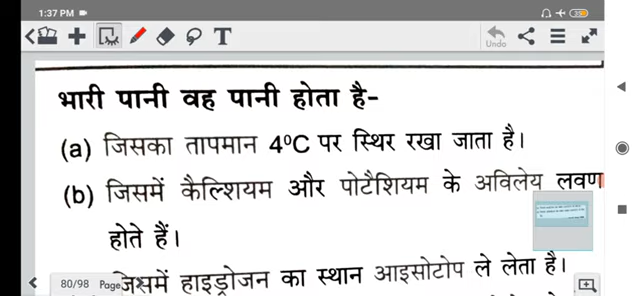 1:37 PM
Undo
भारी पानी वह पानी होता है-
(a) जिसका तापमान 4⁰C पर स्थिर रखा जाता है।
(b) जिसमें कैल्शियम और पोटैशियम के अविलेय लवण
होते हैं।
80/98 Page जिसमें हाइड्रोजन का स्थान आइसोटोप ले लेता है।